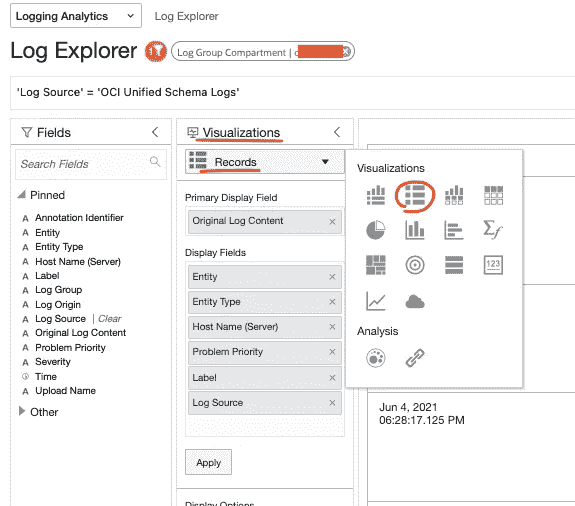 Logging Analytics
Log Explorer
Log Explorer
Log Group Compartment |
'Log Source' = 'OCI Unified Schema Logs'
Fields
Search Fields
Pinned
Annotation Identifier
Entity
Entity Type
Host Name (Server)
Label
Log Group
Log Origin
Log Source | Clear
Original Log Content
Problem Priority
Severity
Time
Upload Name
Other
Visualizations
Records
Primary Display Field
Original Log Content
Display Fields
Entity
Entity Type
Host Name (Server)
Problem Priority
Label
Log Source
Apply
Display Options
Visualizations
123
Analysis
Jun 4, 2021
06:28:17.125 PM